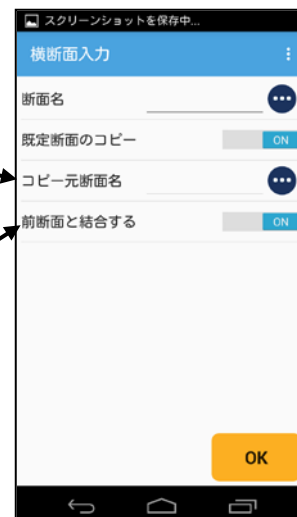 スクリーンショットを保存中...
横断面入力
断面名
既定断面のコピー ON
コピー元断面名
前断面と結合する ON
OK